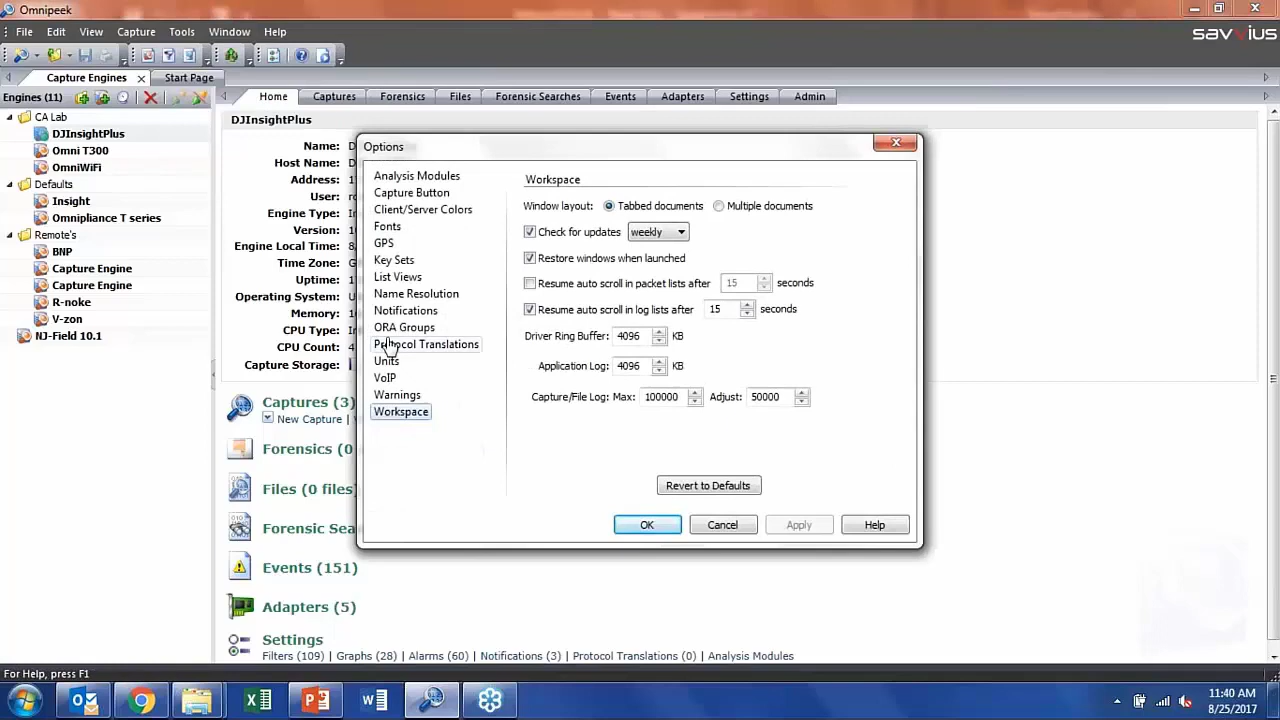 Omnipeek
File Edit View Capture Tools Window Help
savvius
Capture Engines Start Page
Engines (11)
Home Captures Forensics Files Forensic Searches Events Adapters Settings Admin
CA Lab
DJInsightPlus
Omni T300
OmniWiFi
Defaults
Insight
Omnipliance T series
Remote's
BNP
Capture Engine
Capture Engine
R-noke
V-zon
NJ-Field 10.1
DJInsightPlus
Name:
Host Name:
Address:
User:
Engine Type:
Version:
Engine Local Time:
Time Zone:
Uptime:
Operating System:
Memory:
CPU Type:
CPU Count:
Capture Storage:
Captures (3)
New Capture
Forensics (0
Files (0 files)
Forensic Sea
Events (151)
Adapters (5)
Settings
Filters (109) | Graphs (28) | Alarms (60) | Notifications (3) | Protocol Translations (0) | Analysis Modules
Options
Analysis Modules
Capture Button
Client/Server Colors
Fonts
GPS
Key Sets
List Views
Name Resolution
Notifications
ORA Groups
Protocol Translations
Units
VoIP
Warnings
Workspace
Workspace
Window layout: Tabbed documents Multiple documents
Check for updates weekly
Restore windows when launched
Resume auto scroll in packet lists after 15 seconds
Resume auto scroll in log lists after 15 seconds
Driver Ring Buffer: 4096 KB
Application Log: 4096 KB
Capture/File Log: Max: 100000 Adjust: 50000
Revert to Defaults
OK Cancel Apply Help
For Help, press F1
11:40 AM
8/25/2017